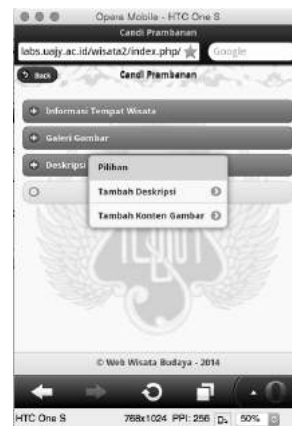 Opera Mobile - HTC One S
Candi Prambanan
labs.uajy.ac.id/wisata2/index.php/
Google
Back
Candi Prambanan
Informasi Tempat Wisata
Galeri Gambar
Deskripsi
Pilihan
Tambah Deskripsi
Tambah Konten Gambar
© Web Wisata Budaya - 2014
HTC One S 768x1024 PPI: 256 50%